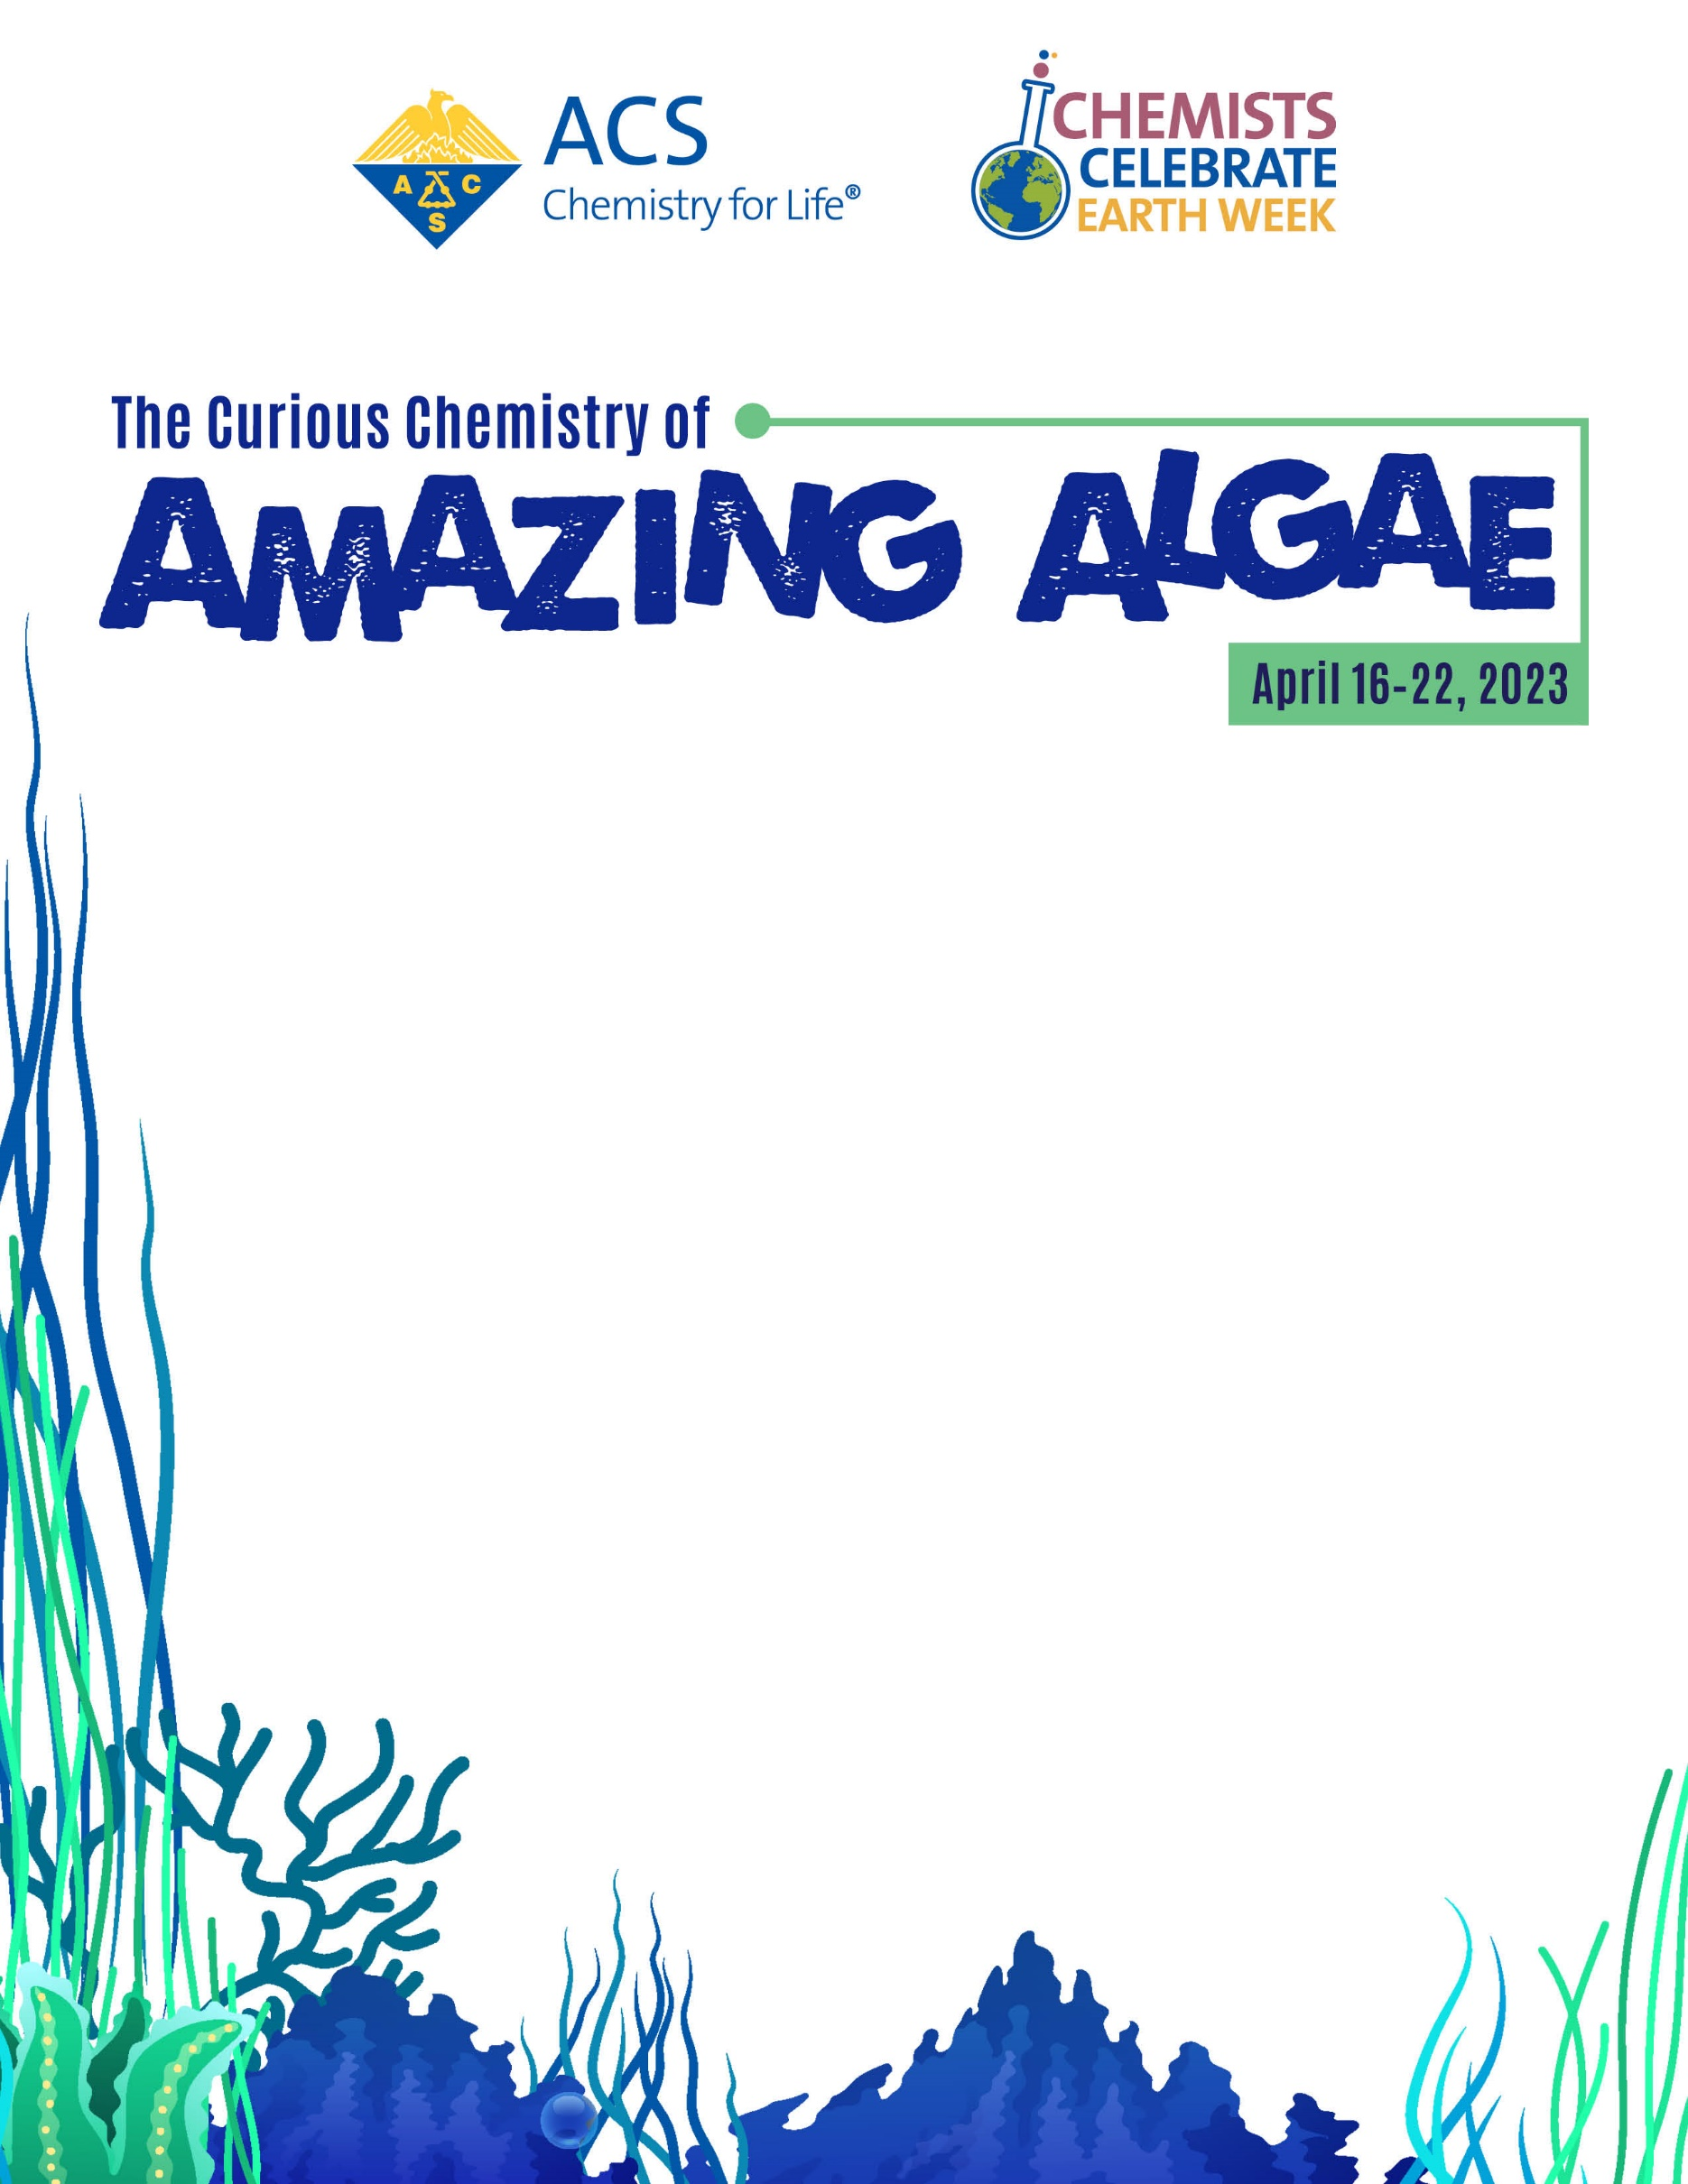 ACS
Chemistry for Life®
A C
S
CHEMISTS
CELEBRATE
EARTH WEEK
The Curious Chemistry of
AMAZING ALGAE
April 16-22, 2023